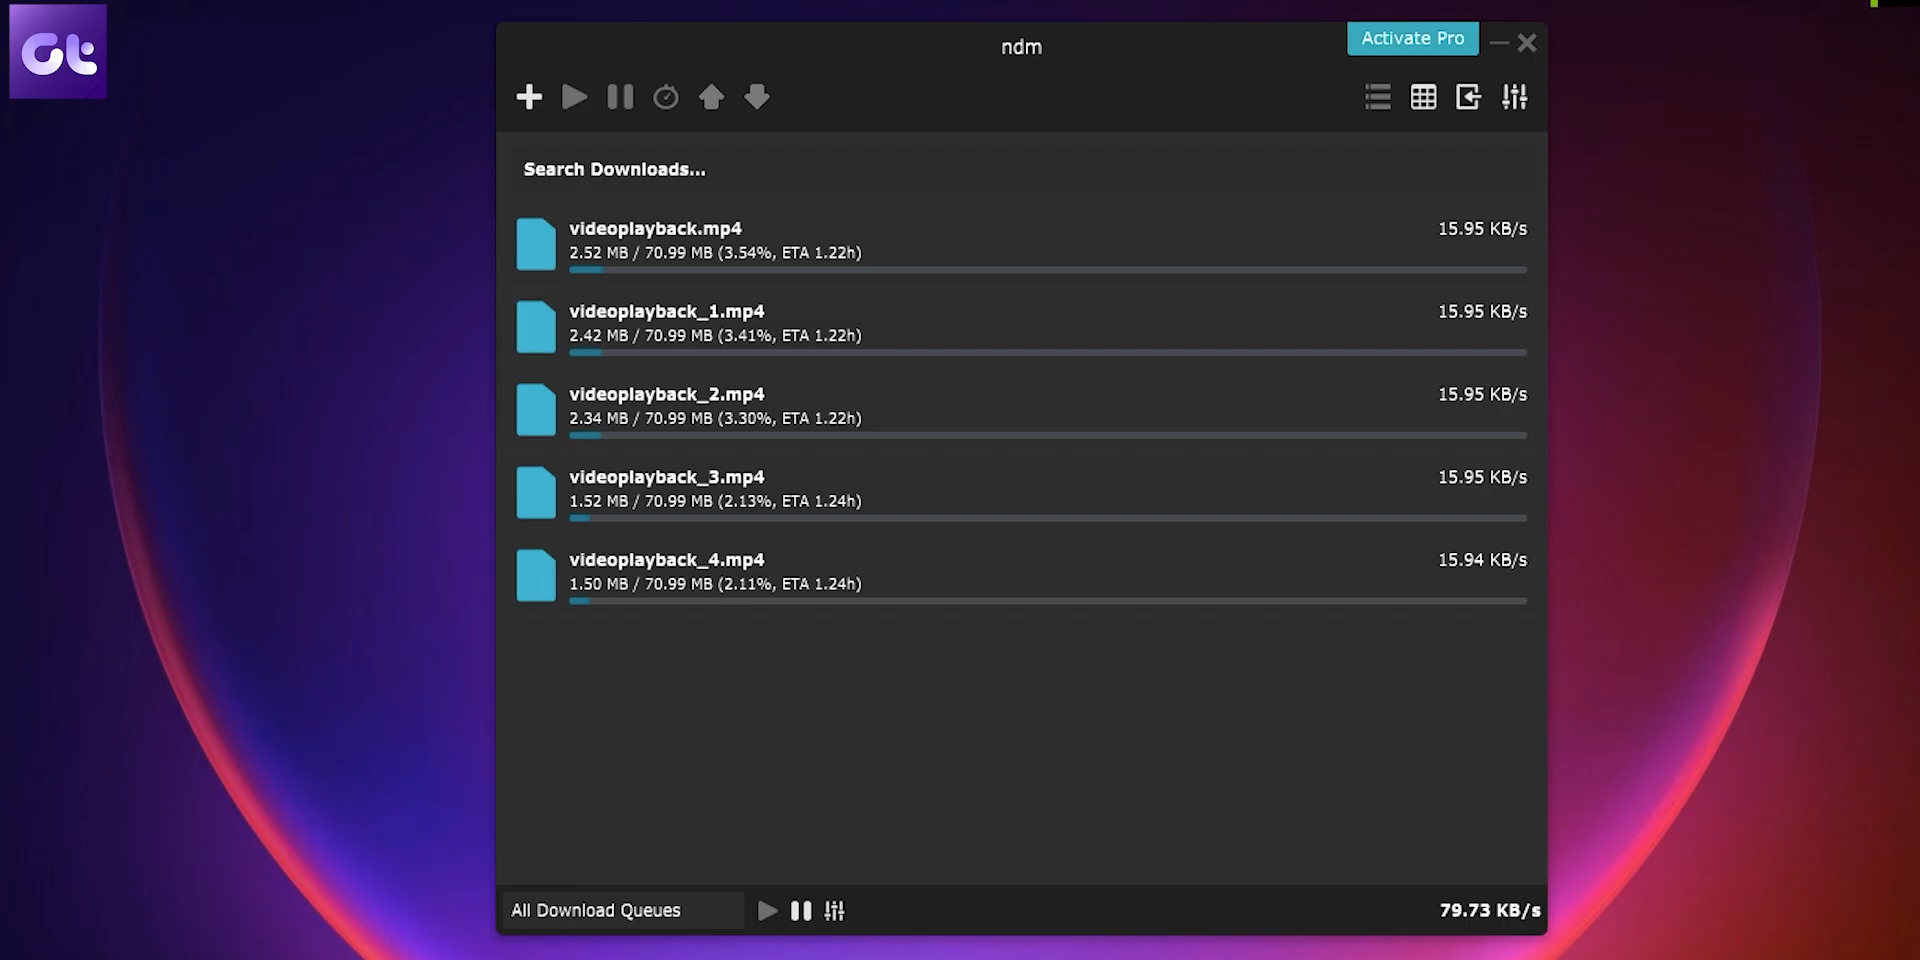 Gt
ndm
Activate Pro
Search Downloads...
videoplayback.mp4
15.95 KB/s
2.52 MB / 70.99 MB (3.54%, ETA 1.22h)
videoplayback_1.mp4
15.95 KB/s
2.42 MB / 70.99 MB (3.41%, ETA 1.22h)
videoplayback_2.mp4
15.95 KB/s
2.34 MB / 70.99 MB (3.30%, ETA 1.22h)
videoplayback_3.mp4
15.95 KB/s
1.52 MB / 70.99 MB (2.13%, ETA 1.24h)
videoplayback_4.mp4
15.94 KB/s
1.50 MB / 70.99 MB (2.11%, ETA 1.24h)
All Download Queues
79.73 KB/s